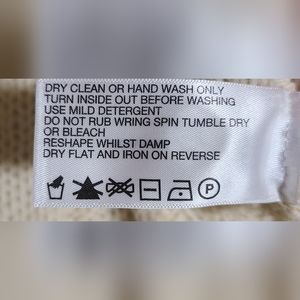 DRY CLEAN OR HAND WASH ONLY
TURN INSIDE OUT BEFORE WASHING
USE MILD DETERGENT
DO NOT RUB WRING SPIN TUMBLE DRY
OR BLEACH
RESHAPE WHILST DAMP
DRY FLAT AND IRON ON REVERSE
P